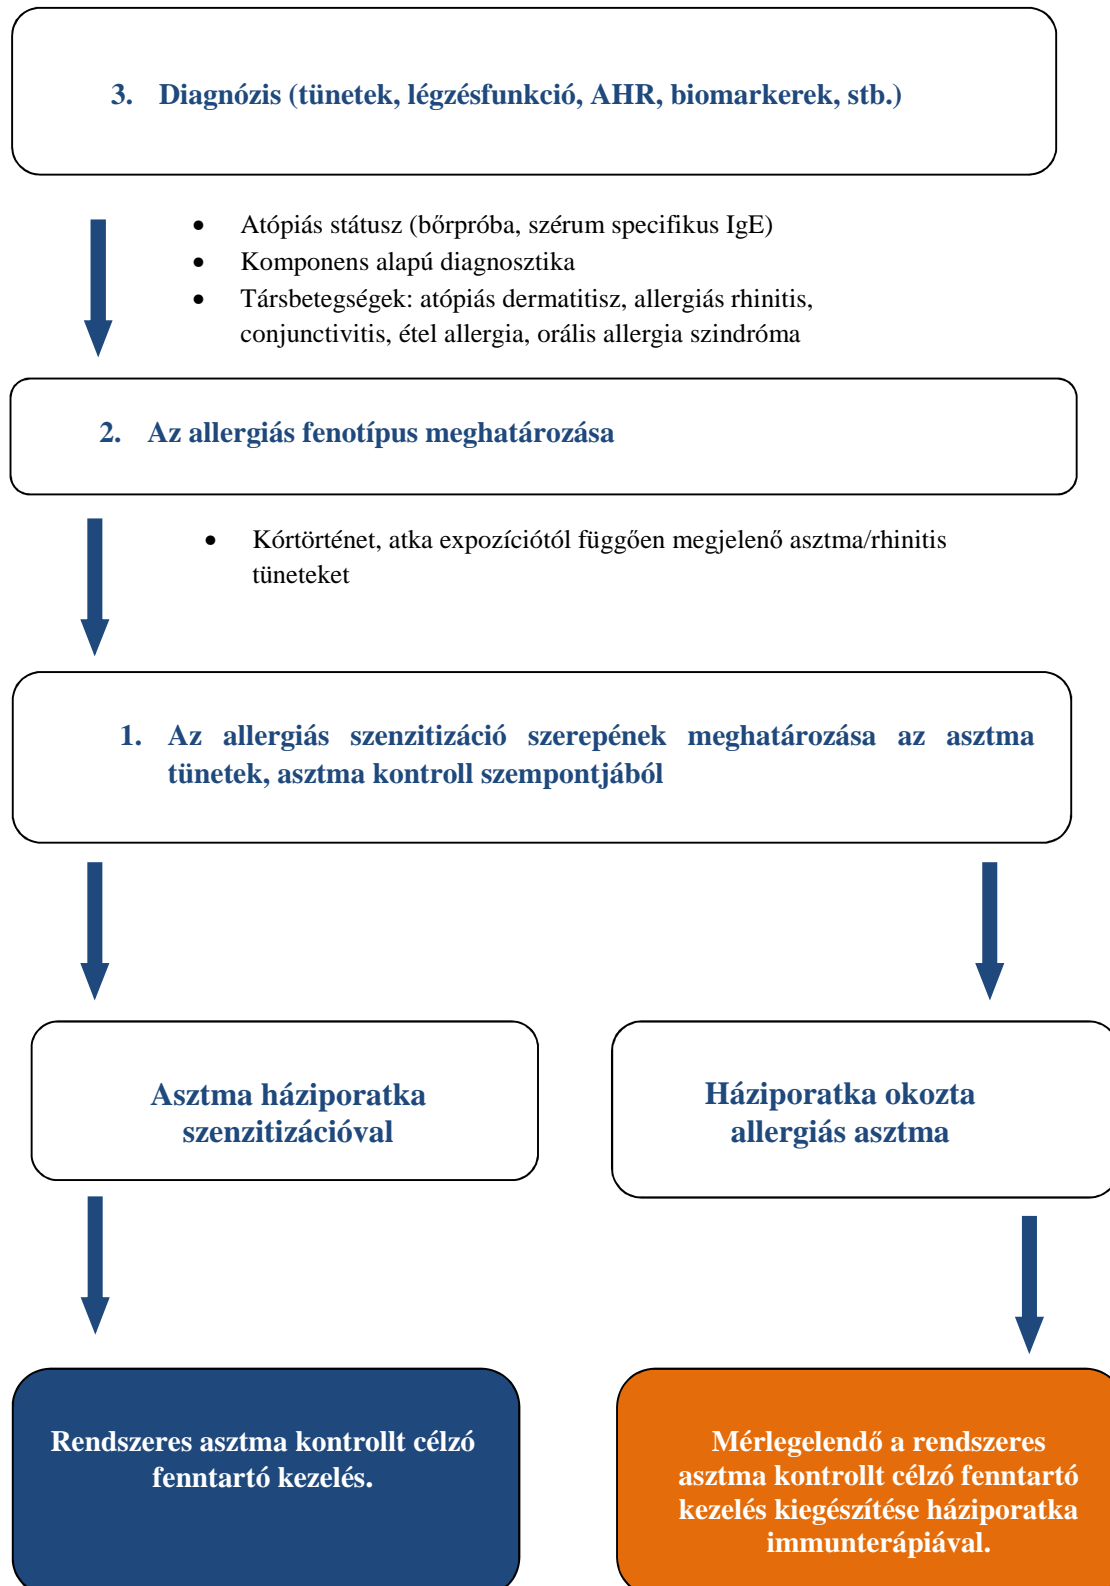 3. Diagnózis (tünetek, légzésfunkció, AHR, biomarkerek, stb.)
• Atópiás státusz (bőrpróba, szérum specifikus IgE)
• Komponens alapú diagnosztika
• Társbetegségek: atópiás dermatitisz, allergiás rhinitis,
conjunctivitis, étel allergia, orális allergia szindróma
2. Az allergiás fenotípus meghatározása
• Kórtörténet, atka expozíciótól függően megjelenő asztma/rhinitis
tüneteket
1. Az allergiás szenzitizáció szerepének meghatározása az asztma
tünetek, asztma kontroll szempontjából
Asztma háziporatka
szenzitizációval
Háziporatka okozta
allergiás asztma
Rendszeres asztma kontrollt célzó
fenntartó kezelés.
Mérlegelendő a rendszeres
asztma kontrollt célzó fenntartó
kezelés kiegészítése háziporatka
immunterápiával.